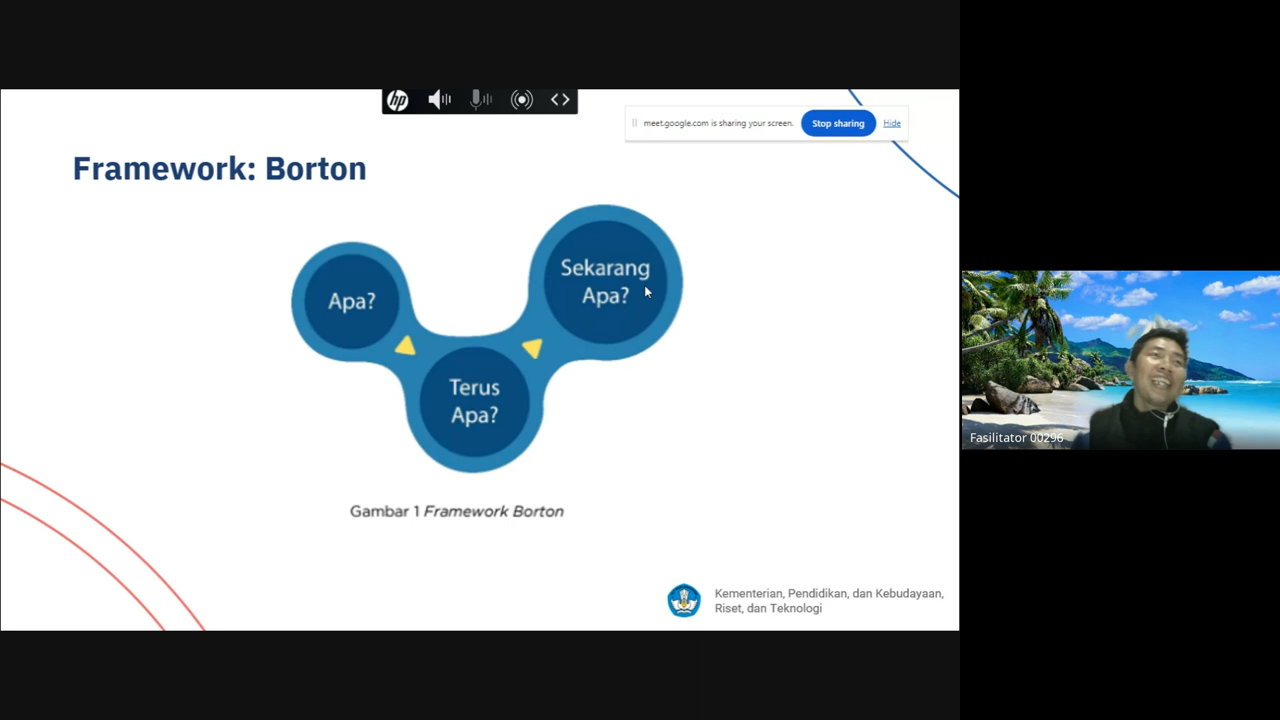 hp
meet.google.com is sharing your screen.
Stop sharing
Hide
Framework: Borton
Apa?
Terus
Apa?
Sekarang
Apa?
Gambar 1 Framework Borton
Kementerian, Pendidikan, dan Kebudayaan,
Riset, dan Teknologi
Fasilitator 00296